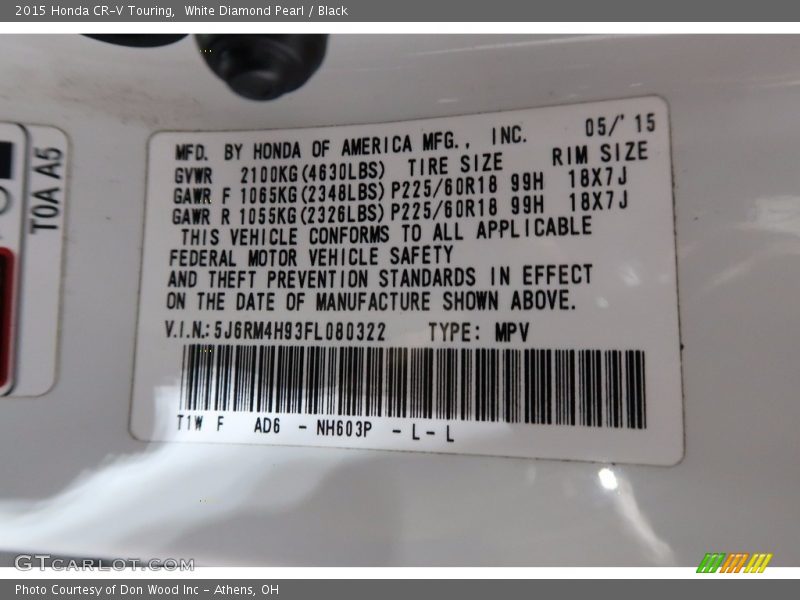 2015 Honda CR-V Touring,  White Diamond Pearl / Black
TOA A5
05/'15
MFD. BY HONDA OF AMERICA MFG., INC.
GVWR 2100KG(4630LBS) TIRE SIZE RIM SIZE
GAWR F 1065KG(2348LBS) P225/60R18 99H 18X7J
GAWR R 1055KG(2326LBS) P225/60R18 99H 18X7J
THIS VEHICLE CONFORMS TO ALL APPLICABLE
FEDERAL MOTOR VEHICLE SAFETY
AND THEFT PREVENTION STANDARDS IN EFFECT
ON THE DATE OF MANUFACTURE SHOWN ABOVE.
V.I.N.: 5J6RM4H93FL080322 TYPE: MPV
T1W F AD6 - NH603P - L - L
GTCARLOT.COM
Photo Courtesy of Don Wood Inc - Athens, OH